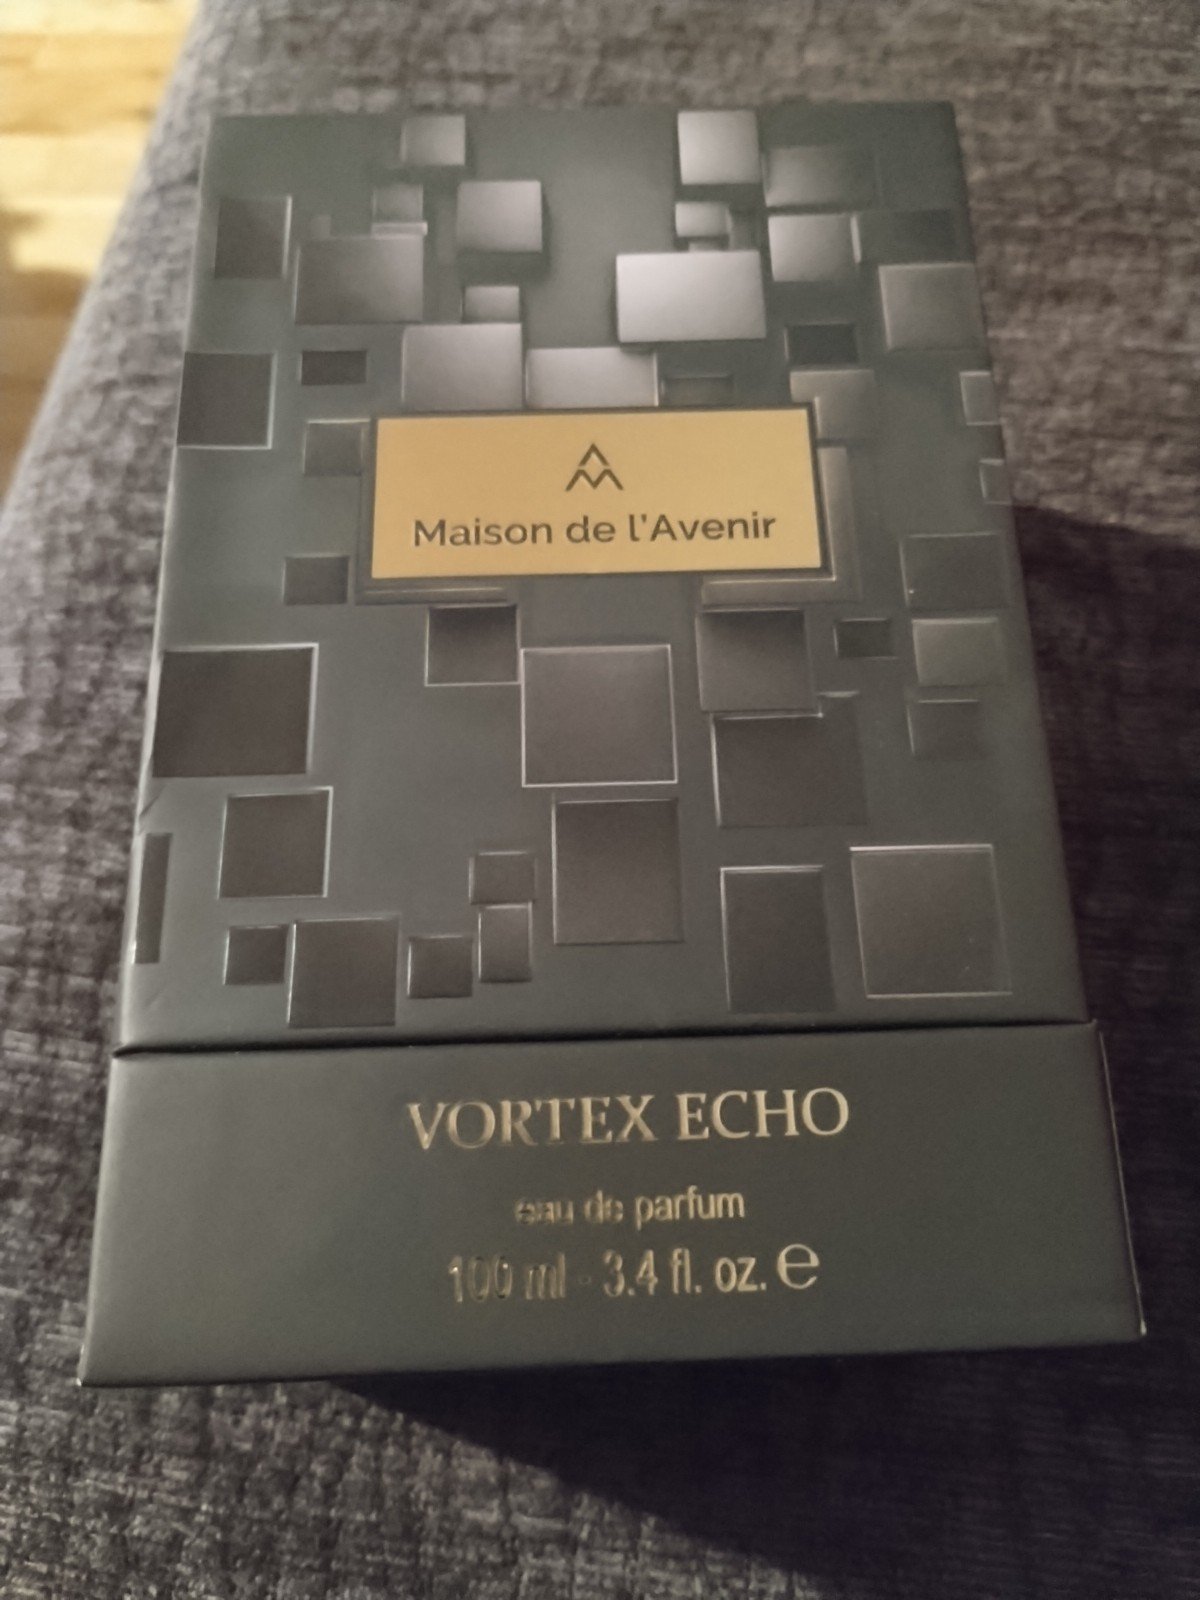 Maison de l'Avenir
VORTEX ECHO
eau de parfum
100 ml - 3.4 fl. oz. e